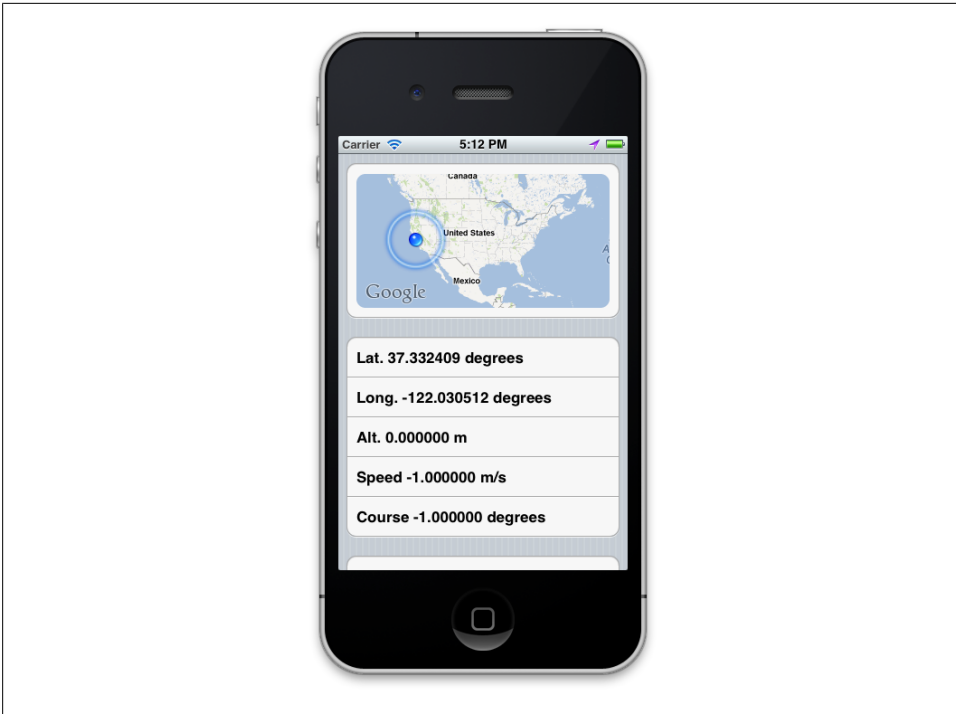 Carrier 5:12 PM
Canada
United States
Mexico
A
Google
Lat. 37.332409 degrees
Long. -122.030512 degrees
Alt. 0.000000 m
Speed -1.000000 m/s
Course -1.000000 degrees